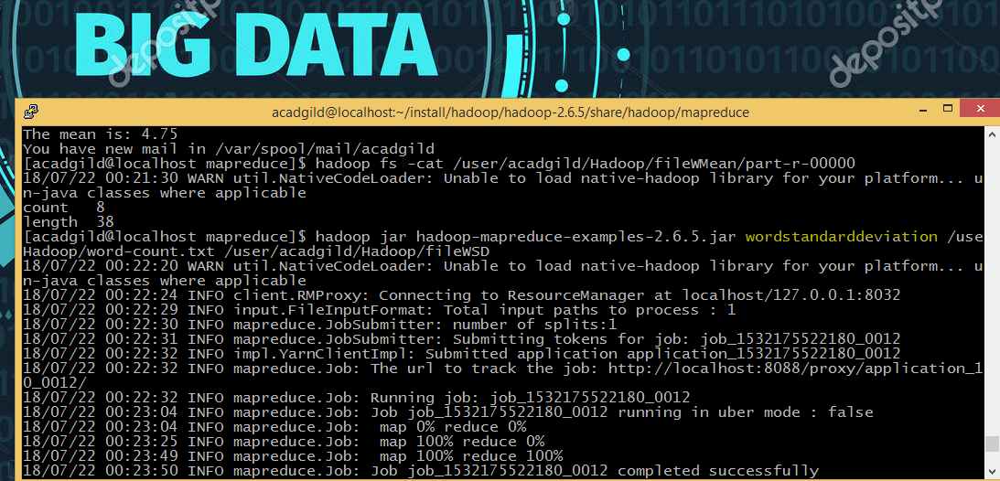 BIG DATA
depositp
depositp
acadgild@localhost:~/install/hadoop/hadoop-2.6.5/share/hadoop/mapreduce
The mean is: 4.75
You have new mail in /var/spool/mail/acadgild
[acadgild@localhost mapreduce]$ hadoop fs -cat /user/acadgild/Hadoop/fileWMean/part-r-00000
18/07/22 00:21:30 WARN util.NativeCodeLoader: Unable to load native-hadoop library for your platform... u
n-java classes where applicable
count   8
length  38
[acadgild@localhost mapreduce]$ hadoop jar hadoop-mapreduce-examples-2.6.5.jar wordstandarddeviation /use
Hadoop/word-count.txt /user/acadgild/Hadoop/fileWSD
18/07/22 00:22:20 WARN util.NativeCodeLoader: Unable to load native-hadoop library for your platform... u
n-java classes where applicable
18/07/22 00:22:24 INFO client.RMProxy: Connecting to ResourceManager at localhost/127.0.0.1:8032
18/07/22 00:22:29 INFO input.FileInputFormat: Total input paths to process : 1
18/07/22 00:22:30 INFO mapreduce.JobSubmitter: number of splits:1
18/07/22 00:22:31 INFO mapreduce.JobSubmitter: Submitting tokens for job: job_1532175522180_0012
18/07/22 00:22:32 INFO impl.YarnClientImpl: Submitted application application_1532175522180_0012
18/07/22 00:22:32 INFO mapreduce.Job: The url to track the job: http://localhost:8088/proxy/application_1
0_0012/
18/07/22 00:22:32 INFO mapreduce.Job: Running job: job_1532175522180_0012
18/07/22 00:23:04 INFO mapreduce.Job: Job job_1532175522180_0012 running in uber mode : false
18/07/22 00:23:04 INFO mapreduce.Job:  map 0% reduce 0%
18/07/22 00:23:25 INFO mapreduce.Job:  map 100% reduce 0%
18/07/22 00:23:49 INFO mapreduce.Job:  map 100% reduce 100%
18/07/22 00:23:50 INFO mapreduce.Job: Job job_1532175522180_0012 completed successfully